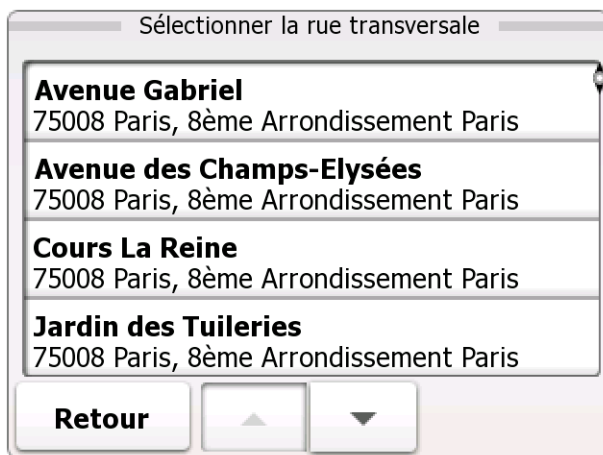 Sélectionner la rue transversale
Avenue Gabriel
75008 Paris, 8ème Arrondissement Paris
Avenue des Champs-Elysées
75008 Paris, 8ème Arrondissement Paris
Cours La Reine
75008 Paris, 8ème Arrondissement Paris
Jardin des Tuileries
75008 Paris, 8ème Arrondissement Paris
Retour